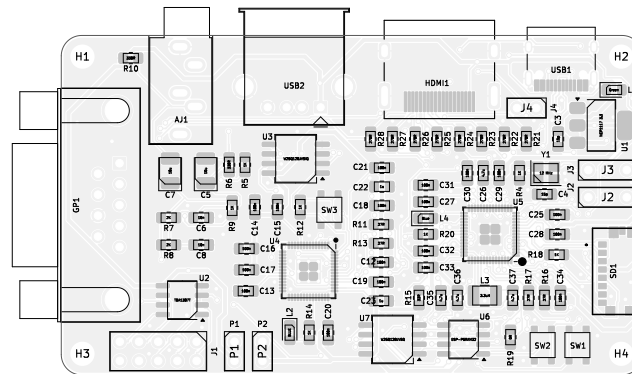 H1
H2
R10
AJ1
USB2
HDMI1
USB1
L
J4
J4
C3
U1
U3
R28
R27
R26
R25
R24
R23
R22
R21
C21
C7
C5
R6
R5
Y1
J3
J3
C22
C31
C30
C26
C29
R4
C4
J2
J2
GP1
R9
C14
C15
R12
SW3
C18
C27
U5
C25
R7
C6
R11
L4
U4
R13
R20
C28
R8
C8
C16
C12
C32
R18
C17
C33
SD1
U2
C13
C19
C36
L3
C37
R17
R16
C34
C23
R15
C35
L2
R14
C20
U7
U6
P1
P2
J1
P1
P2
R19
SW2
SW1
H3
H4